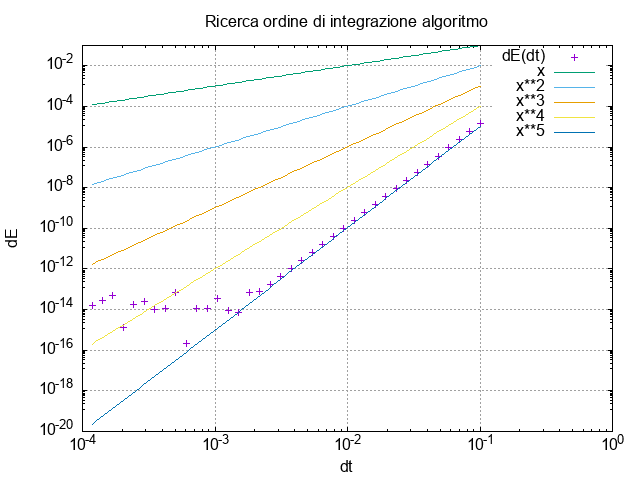 Ricerca ordine di integrazione algoritmo
dE(dt)
x
x**2
x**3
x**4
x**5
10-2
10-4
10-6
10-8
10-10
10-12
10-14
10-16
10-18
10-20
dE
10-4
10-3
10-2
10-1
100
dt